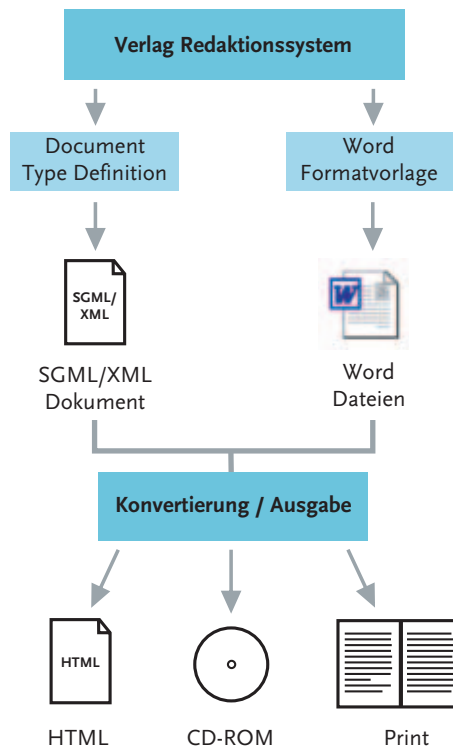 Verlag Redaktionssystem
Document
Type Definition
Word
Formatvorlage
SGML/
XML
W
SGML/XML
Dokument
Word
Dateien
Konvertierung / Ausgabe
HTML
HTML
CD-ROM
Print